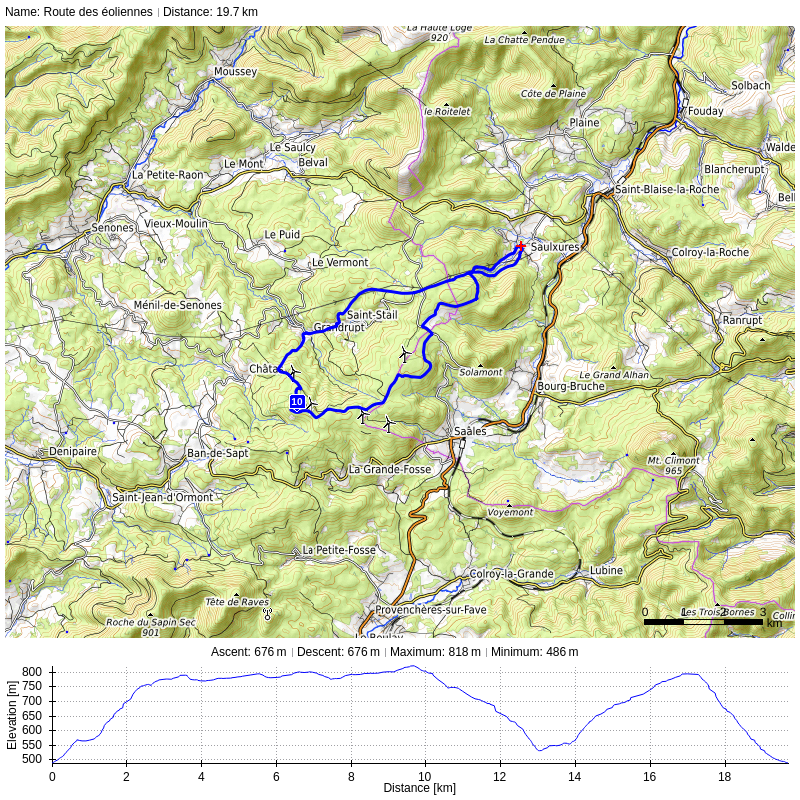 Name: Route des éoliennes | Distance: 19.7 km
La Haute Loge
920
La Chatte Pendue
Moussey
Solbach
Côte de Plaine
le Roitelet
Fouday
Plaine
Le Saulcy
Belval
Le Mont
Blancherupt
La Petite-Raon
Saint-Blaise-la-Roche
Vieux-Moulin
Senones
Le Puid
Saulxures
Colroy-la-Roche
Le Vermont
Ménil-de-Senones
Saint-Stail
Ranrupt
Grandrupt
Châta
Solamont
Le Grand Alhan
Bourg-Bruche
10
Saâles
Denipaire
Ban-de-Sapt
Mt. Climont
965
La Grande-Fosse
Saint-Jean-d'Ormont
Voyemont
La Petite-Fosse
Lubine
Colroy-la-Grande
Tête de Raves
Provenchères-sur-Fave
Les Trois Bornes
0 1 2 3
km
Roche du Sapin Sec
901
Le Beulay
Ascent: 676 m | Descent: 676 m | Maximum: 818 m | Minimum: 486 m
Elevation [m]
800
750
700
650
600
550
500
0 2 4 6 8 10 12 14 16 18
Distance [km]